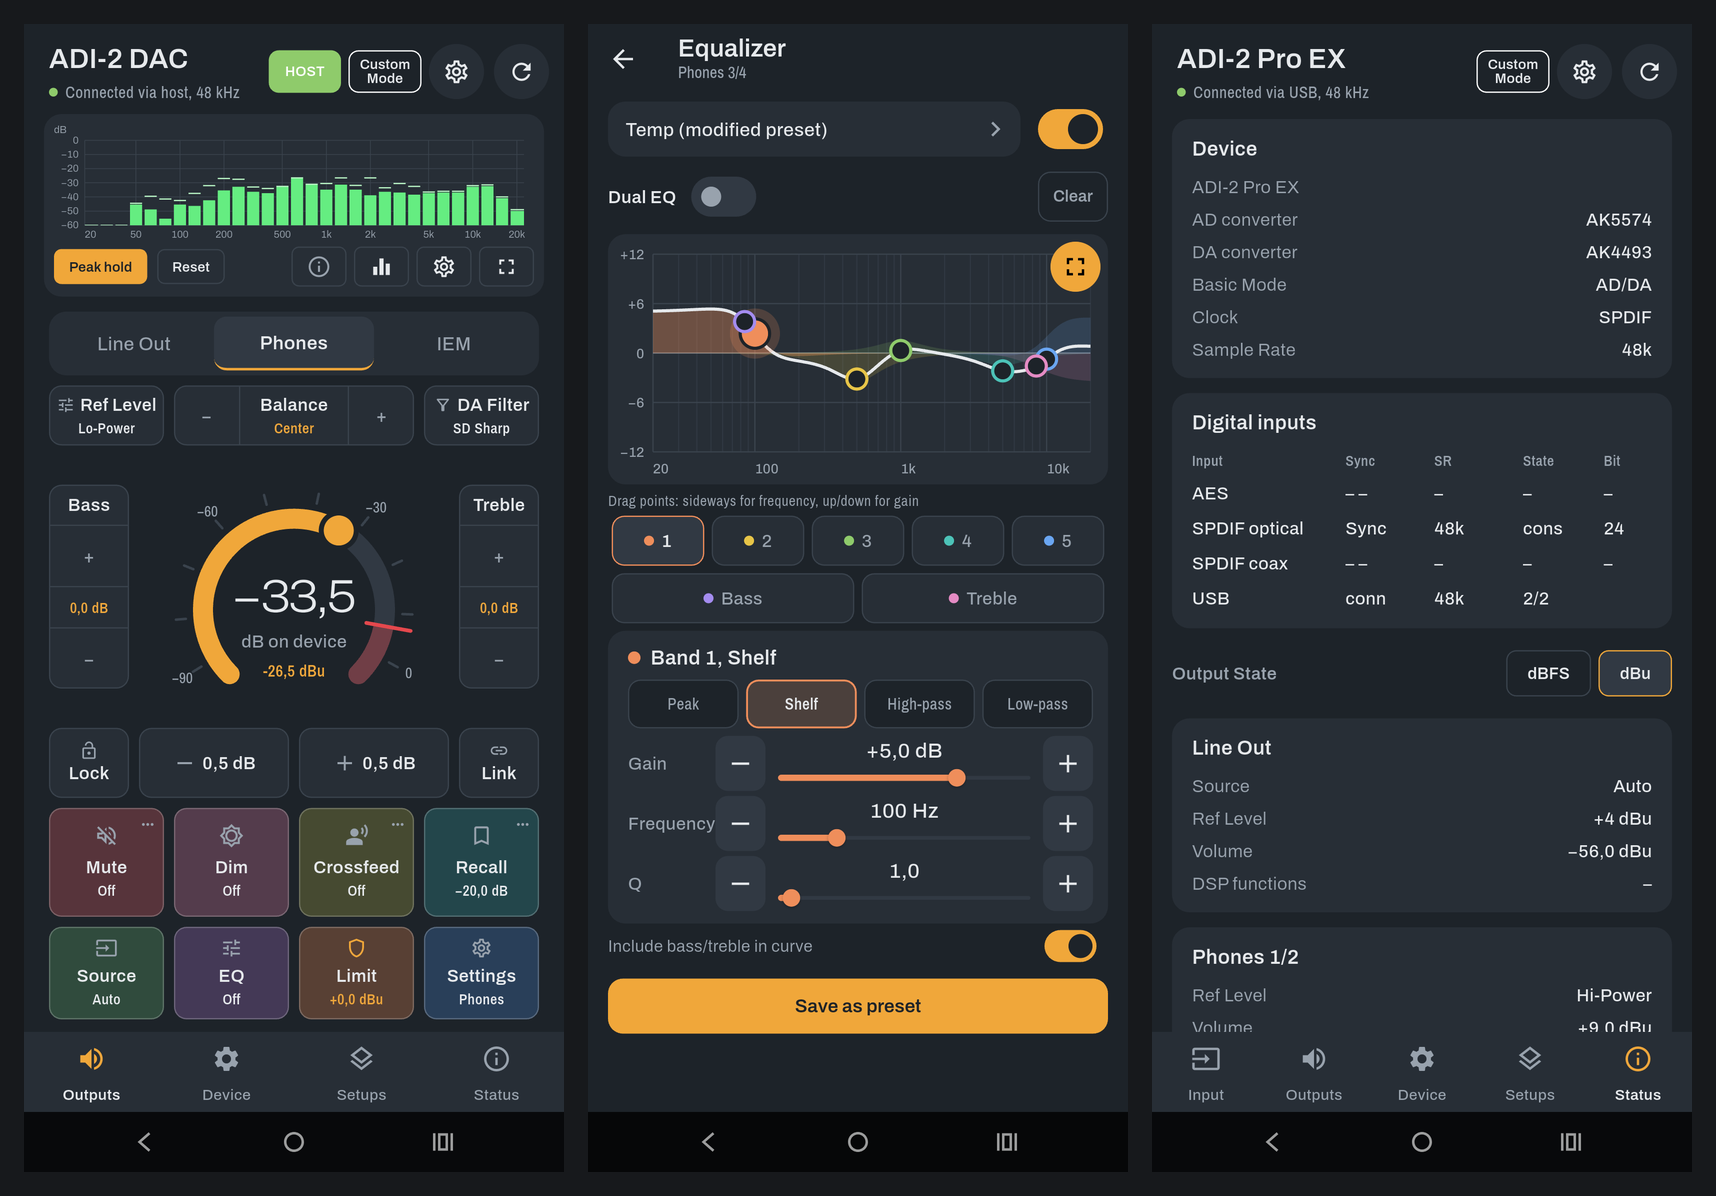 ADI-2 DAC
Connected via host, 48 kHz
HOST
Custom
Mode
dB
0
−10
−20
−30
−40
−50
−60
20 50 100 200 500 1k 2k 5k 10k 20k
Peak hold
Reset
Line Out
Phones
IEM
Ref Level
Lo-Power
−
Balance
Center
+
DA Filter
SD Sharp
Bass
+
0,0 dB
−
−90
−60
−30
0
−33,5
dB on device
-26,5 dBu
Treble
+
0,0 dB
−
Lock
− 0,5 dB
+ 0,5 dB
Link
Mute
Off
Dim
Off
Crossfeed
Off
Recall
−20,0 dB
Source
Auto
EQ
Off
Limit
+0,0 dBu
Settings
Phones
Outputs
Device
Setups
Status
Equalizer
Phones 3/4
Temp (modified preset)
Dual EQ
Clear
+12
+6
0
−6
−12
20 100 1k 10k
Drag points: sideways for frequency, up/down for gain
1
2
3
4
5
Bass
Treble
Band 1, Shelf
Peak
Shelf
High-pass
Low-pass
Gain
−
+5,0 dB
+
Frequency
−
100 Hz
+
Q
−
1,0
+
Include bass/treble in curve
Save as preset
ADI-2 Pro EX
Connected via USB, 48 kHz
Custom
Mode
Device
ADI-2 Pro EX
AD converter AK5574
DA converter AK4493
Basic Mode AD/DA
Clock SPDIF
Sample Rate 48k
Digital inputs
Input Sync SR State Bit
AES −− − − −
SPDIF optical Sync 48k cons 24
SPDIF coax −− − − −
USB conn 48k 2/2
Output State
dBFS
dBu
Line Out
Source Auto
Ref Level +4 dBu
Volume −56,0 dBu
DSP functions −
Phones 1/2
Ref Level Hi-Power
Volume +9,0 dBu
Input
Outputs
Device
Setups
Status